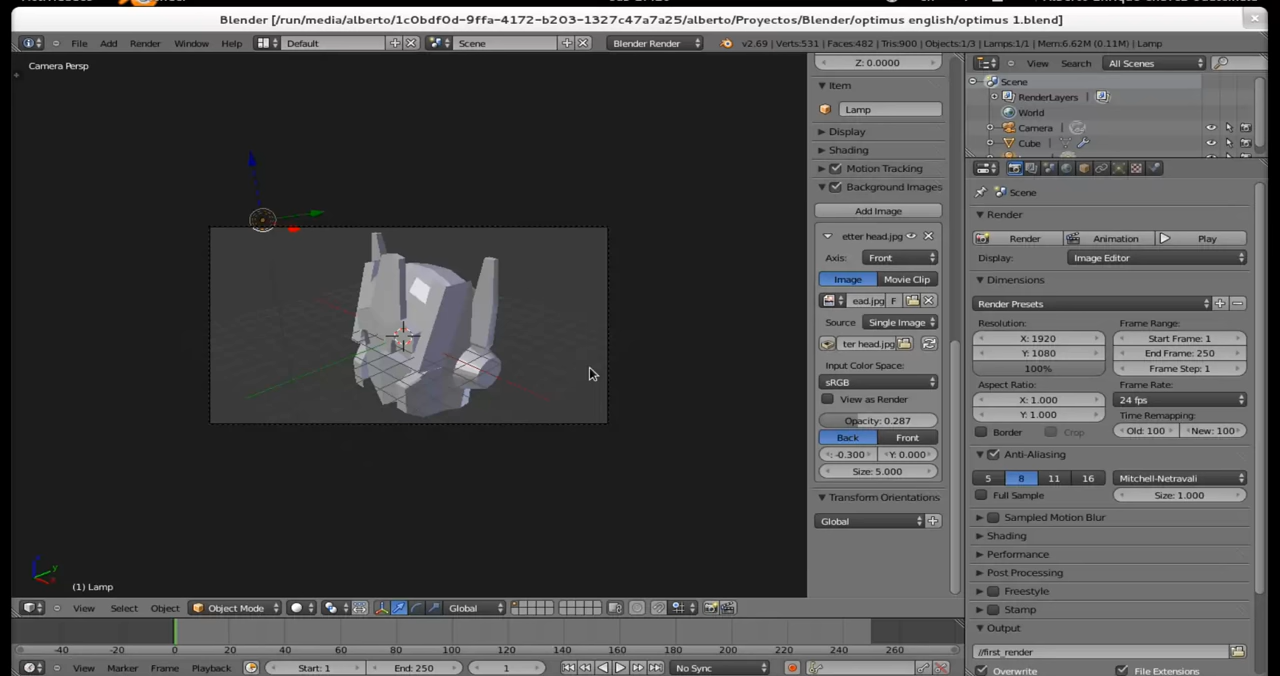 Blender [/run/media/alberto/1c0bdf0d-9ffa-4172-b203-1327c47a7a25/alberto/Proyectos/Blender/optimus english/optimus 1.blend]
File Add Render Window Help Default Scene Blender Render v2.69 | Verts:531 | Faces:482 | Tris:900 | Objects:1/3 | Lamps:1/1 | Mem:6.62M (0.11M) | Lamp
Camera Persp
Z: 0.0000
Item
Lamp
Display
Shading
Motion Tracking
Background Images
Add Image
etter head.jpg
Axis: Front
Image Movie Clip
ead.jpg F
Source Single Image
ter head.jpg
Input Color Space:
sRGB
View as Render
Opacity: 0.287
Back Front
: -0.300 Y: 0.000
Size: 5.000
Transform Orientations
Global
View Search All Scenes
Scene
RenderLayers |
World
Camera
Cube
Scene
Render
Render Animation Play
Display: Image Editor
Dimensions
Render Presets
Resolution: Frame Range:
X: 1920 Start Frame: 1
Y: 1080 End Frame: 250
100% Frame Step: 1
Aspect Ratio: Frame Rate:
X: 1.000 24 fps
Y: 1.000 Time Remapping:
Border Crop Old: 100 New: 100
Anti-Aliasing
5 8 11 16 Mitchell-Netravali
Full Sample Size: 1.000
Sampled Motion Blur
Shading
Performance
Post Processing
Freestyle
Stamp
Output
//first_render
Overwrite File Extensions
(1) Lamp
View Select Object Object Mode Global
-40 -20 0 20 40 60 80 100 120 140 160 180 200 220 240 260
View Marker Frame Playback Start: 1 End: 250 1 No Sync